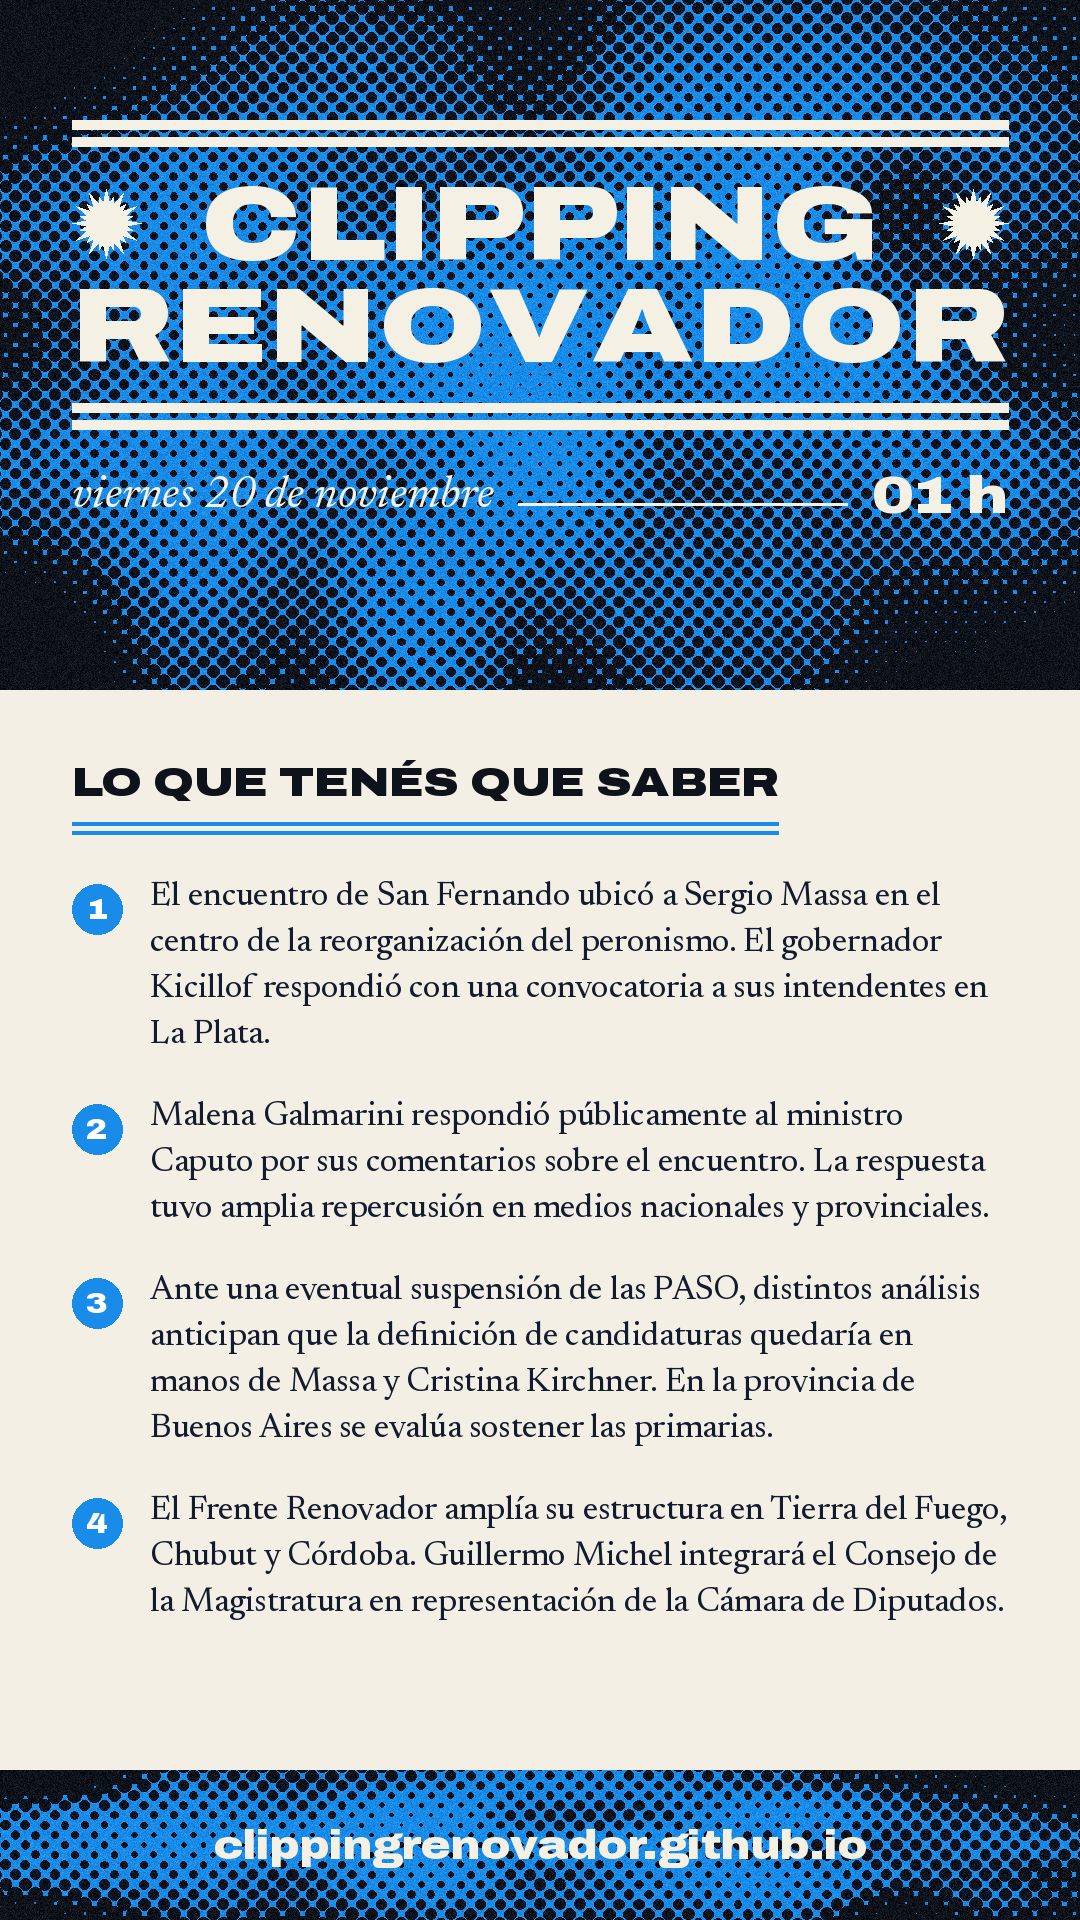 CLIPPING
RENOVADOR
viernes 20 de noviembre 01 h
LO QUE TENÉS QUE SABER
1 El encuentro de San Fernando ubicó a Sergio Massa en el
centro de la reorganización del peronismo. El gobernador
Kicillof respondió con una convocatoria a sus intendentes en
La Plata.
2 Malena Galmarini respondió públicamente al ministro
Caputo por sus comentarios sobre el encuentro. La respuesta
tuvo amplia repercusión en medios nacionales y provinciales.
3 Ante una eventual suspensión de las PASO, distintos análisis
anticipan que la definición de candidaturas quedaría en
manos de Massa y Cristina Kirchner. En la provincia de
Buenos Aires se evalúa sostener las primarias.
4 El Frente Renovador amplía su estructura en Tierra del Fuego,
Chubut y Córdoba. Guillermo Michel integrará el Consejo de
la Magistratura en representación de la Cámara de Diputados.
clippingrenovador.github.io